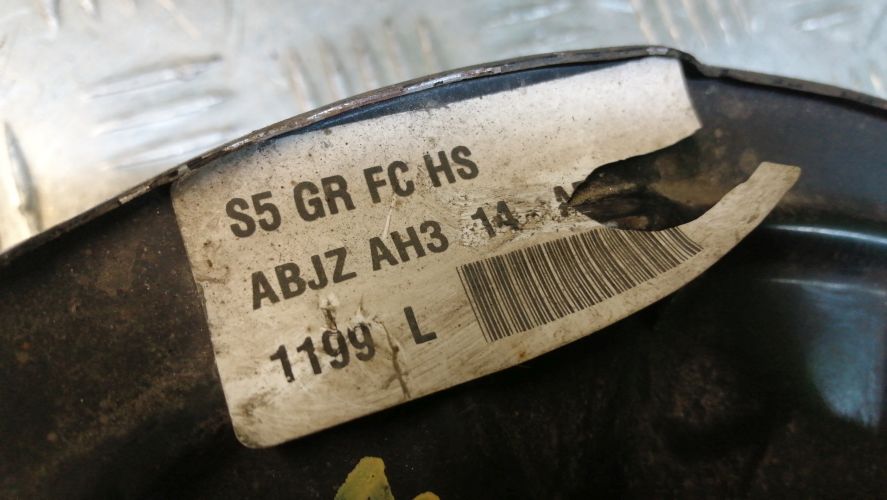 S5 GR FC HS
ABJZ AH3 14
1199 L